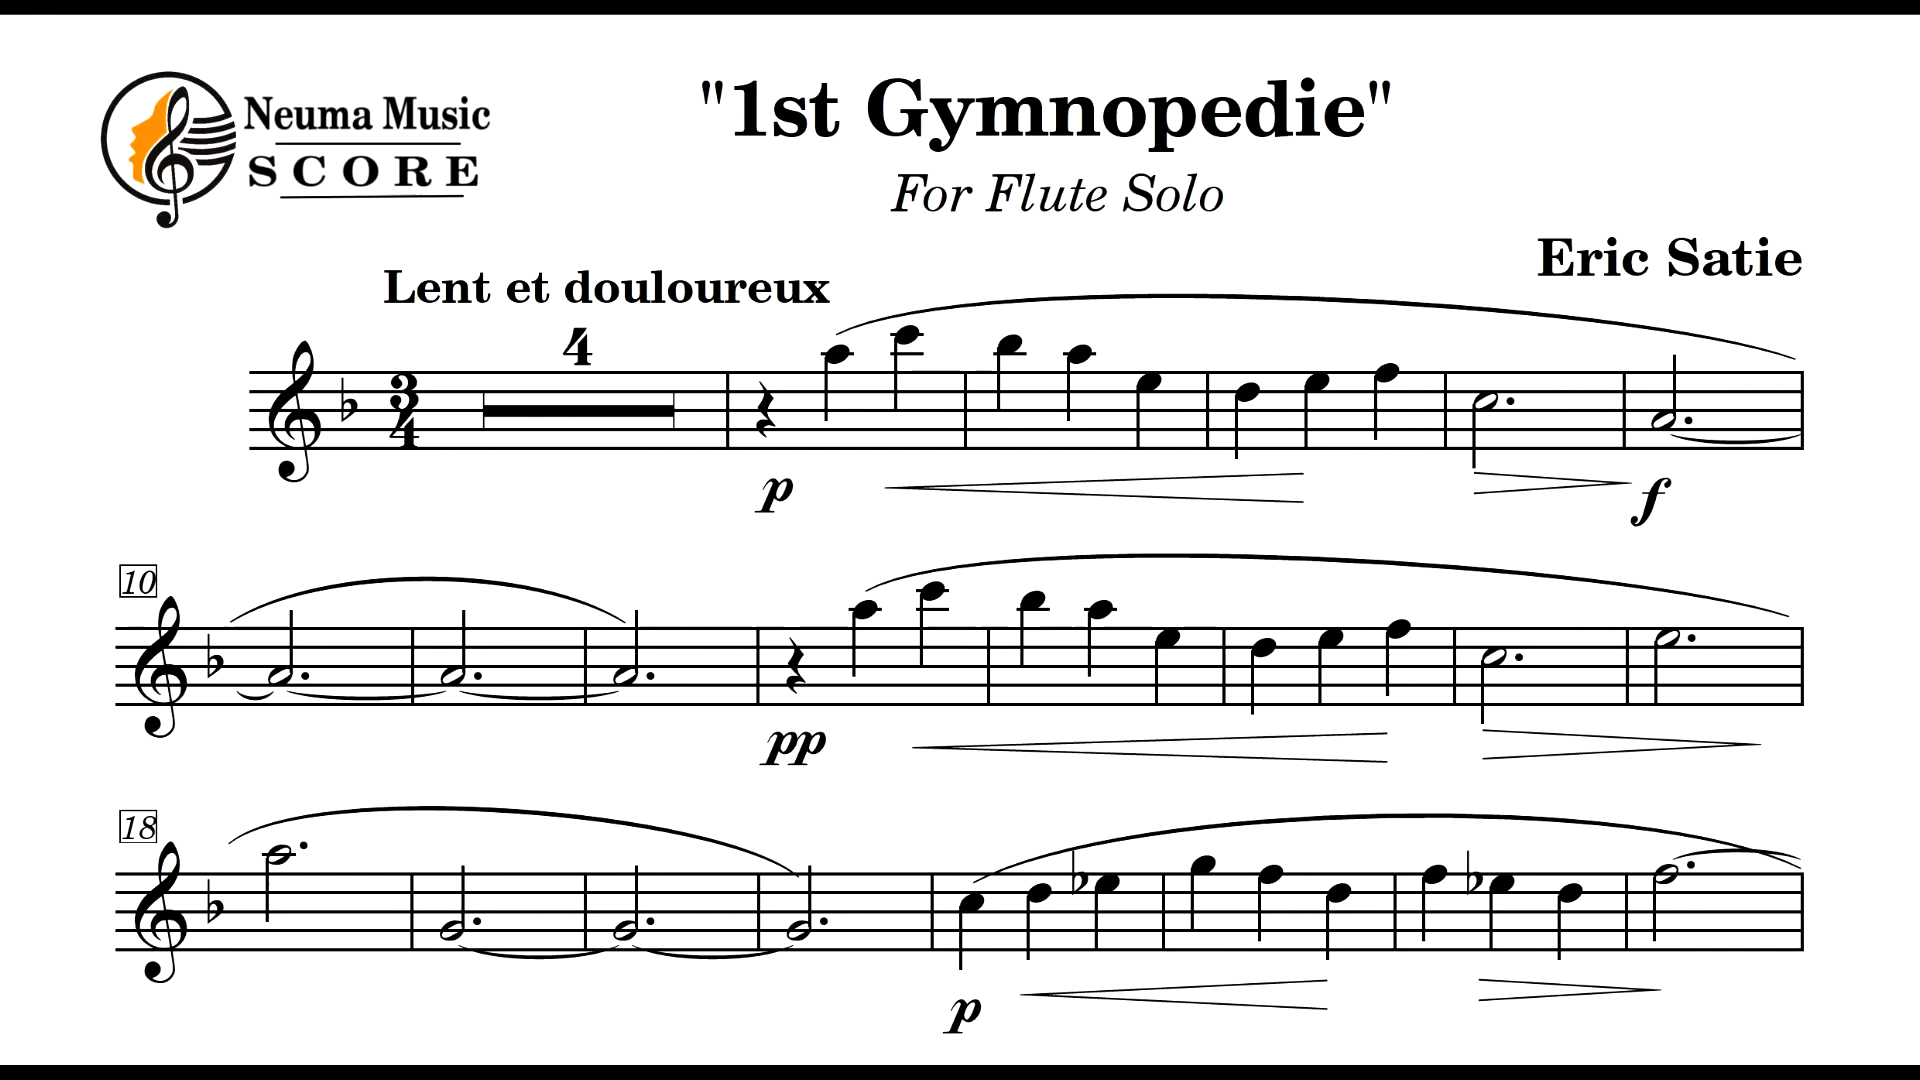 Neuma Music
SCORE
"1st Gymnopedie"
For Flute Solo
Eric Satie
Lent et douloureux
4
3
4
p
f
10
pp
18
p